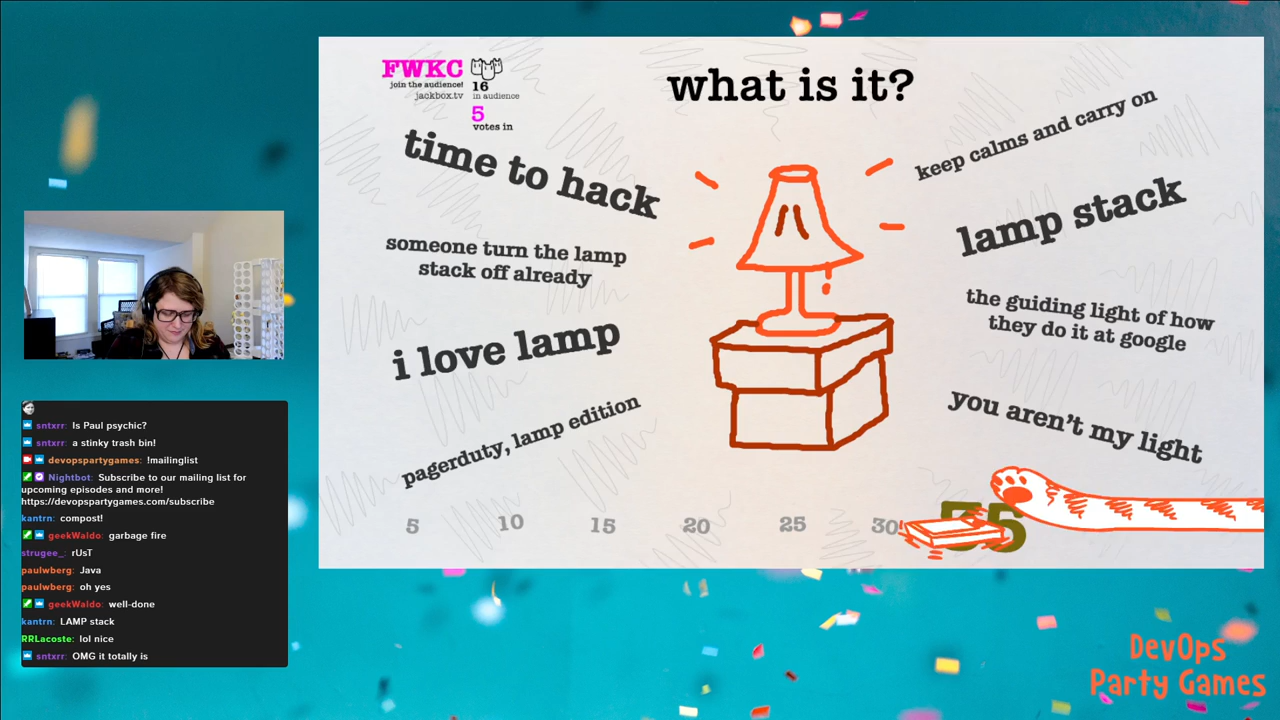 FWKC
join the audience!
jackbox.tv
16
in audience
5
votes in
what is it?
time to hack
someone turn the lamp
stack off already
i love lamp
pagerduty, lamp edition
keep calms and carry on
lamp stack
the guiding light of how
they do it at google
you aren't my light
5 10 15 20 25 30
sntxrr: Is Paul psychic?
sntxrr: a stinky trash bin!
devopspartygames: !mailinglist
Nightbot: Subscribe to our mailing list for
upcoming episodes and more!
https://devopspartygames.com/subscribe
kantrn: compost!
geekWaldo: garbage fire
strugee_: rUsT
paulwberg: Java
paulwberg: oh yes
geekWaldo: well-done
kantrn: LAMP stack
RRLacoste: lol nice
sntxrr: OMG it totally is
DevOps
Party Games